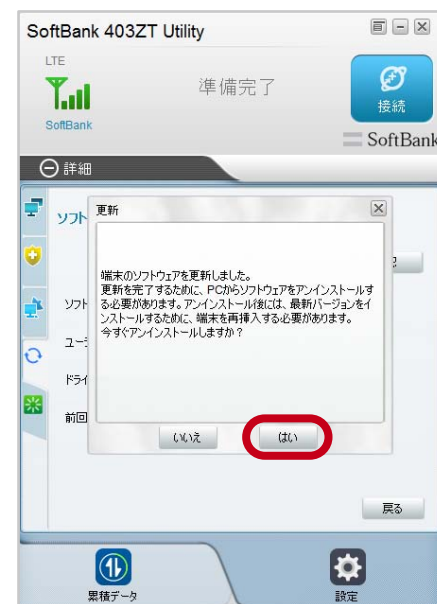 SoftBank 403ZT Utility
LTE
準備完了
接続
SoftBank
SoftBank
詳細
ソフト
更新
端末のソフトウェアを更新しました。
更新を完了するために、PCからソフトウェアをアンインストールす
る必要があります。アンインストール後には、最新バージョンをイ
ンストールするために、端末を再挿入する必要があります。
今すぐアンインストールしますか?
ソフト
ユー
ドライ
前回
いいえ
はい
戻る
累積データ
設定